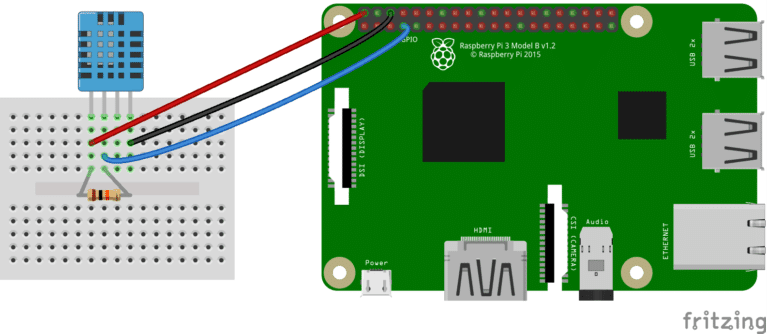 GPIO
Raspberry Pi 3 Model B v1.2
© Raspberry Pi 2015
USB 2x
DSI (DISPLAY)
USB 2x
HDMI
CSI (CAMERA)
Audio
ETHERNET
Power
fritzing